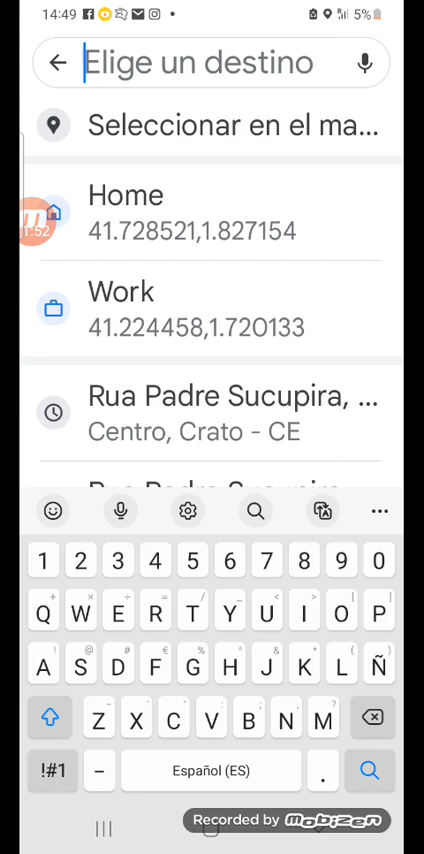 14:49
5%
Elige un destino
Seleccionar en el ma...
Home
41.728521,1.827154
1:52
Work
41.224458,1.720133
Rua Padre Sucupira, ...
Centro, Crato - CE
1 2 3 4 5 6 7 8 9 0
Q W E R T Y U I O P
A S D F G H J K L Ñ
Z X C V B N M
!#1 - Español (ES) .
Recorded by Mobizen